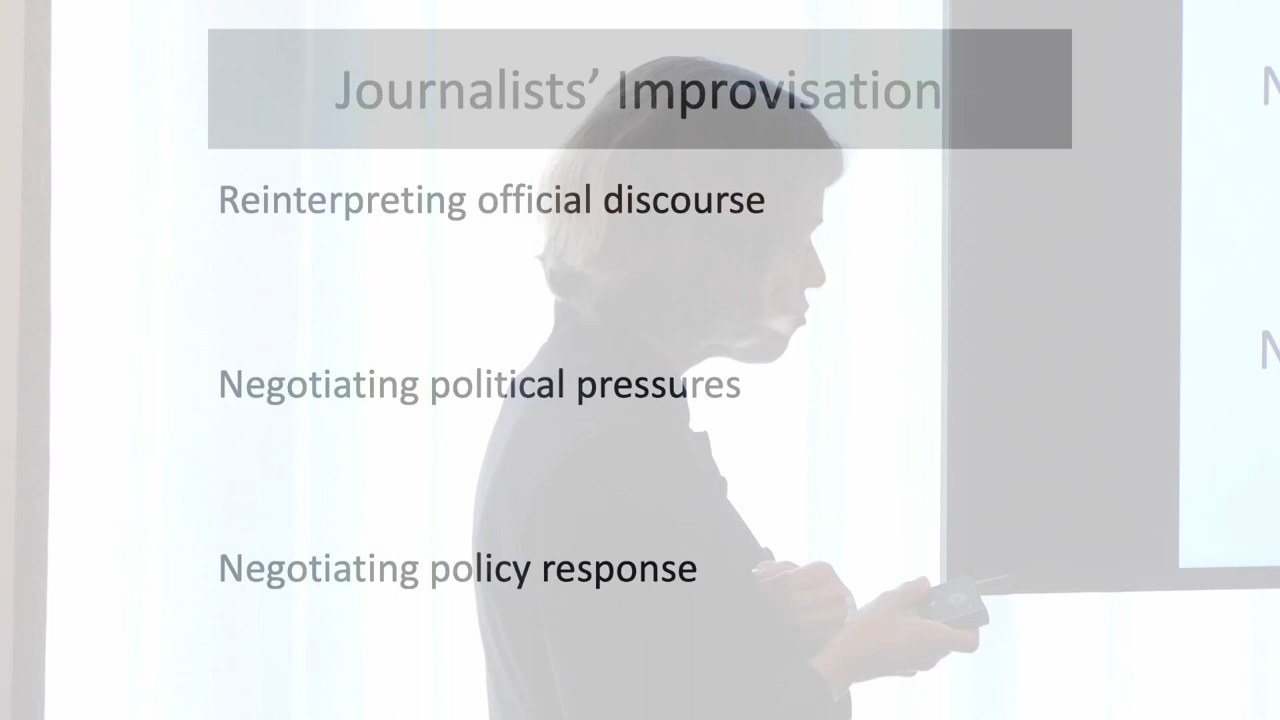 Journalists’ Improvisation
Reinterpreting official discourse
Negotiating political pressures
Negotiating policy response
N
N